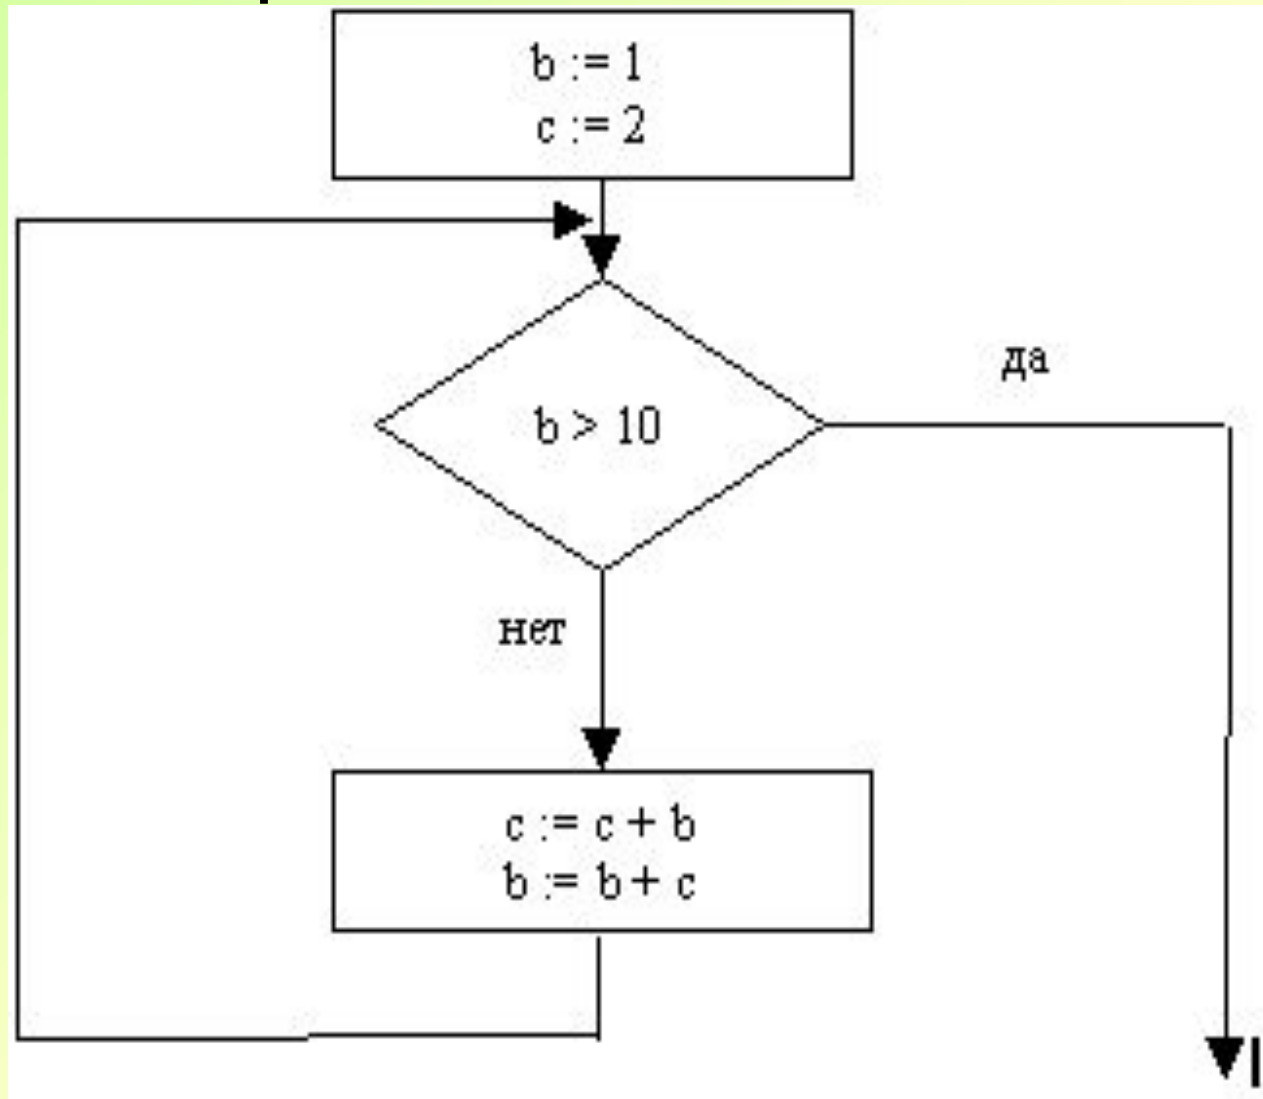 b := 1
c := 2
да
b > 10
нет
c := c + b
b := b + c